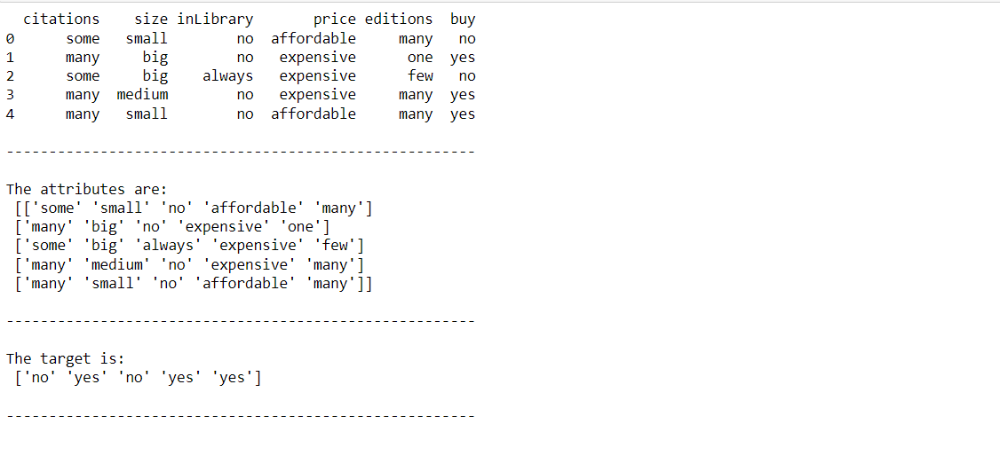 citations size inLibrary price editions buy
0 some small no affordable many no
1 many big no expensive one yes
2 some big always expensive few no
3 many medium no expensive many yes
4 many small no affordable many yes
-------------------------------------------------------
The attributes are:
[['some' 'small' 'no' 'affordable' 'many']
['many' 'big' 'no' 'expensive' 'one']
['some' 'big' 'always' 'expensive' 'few']
['many' 'medium' 'no' 'expensive' 'many']
['many' 'small' 'no' 'affordable' 'many']]
-------------------------------------------------------
The target is:
['no' 'yes' 'no' 'yes' 'yes']
-------------------------------------------------------